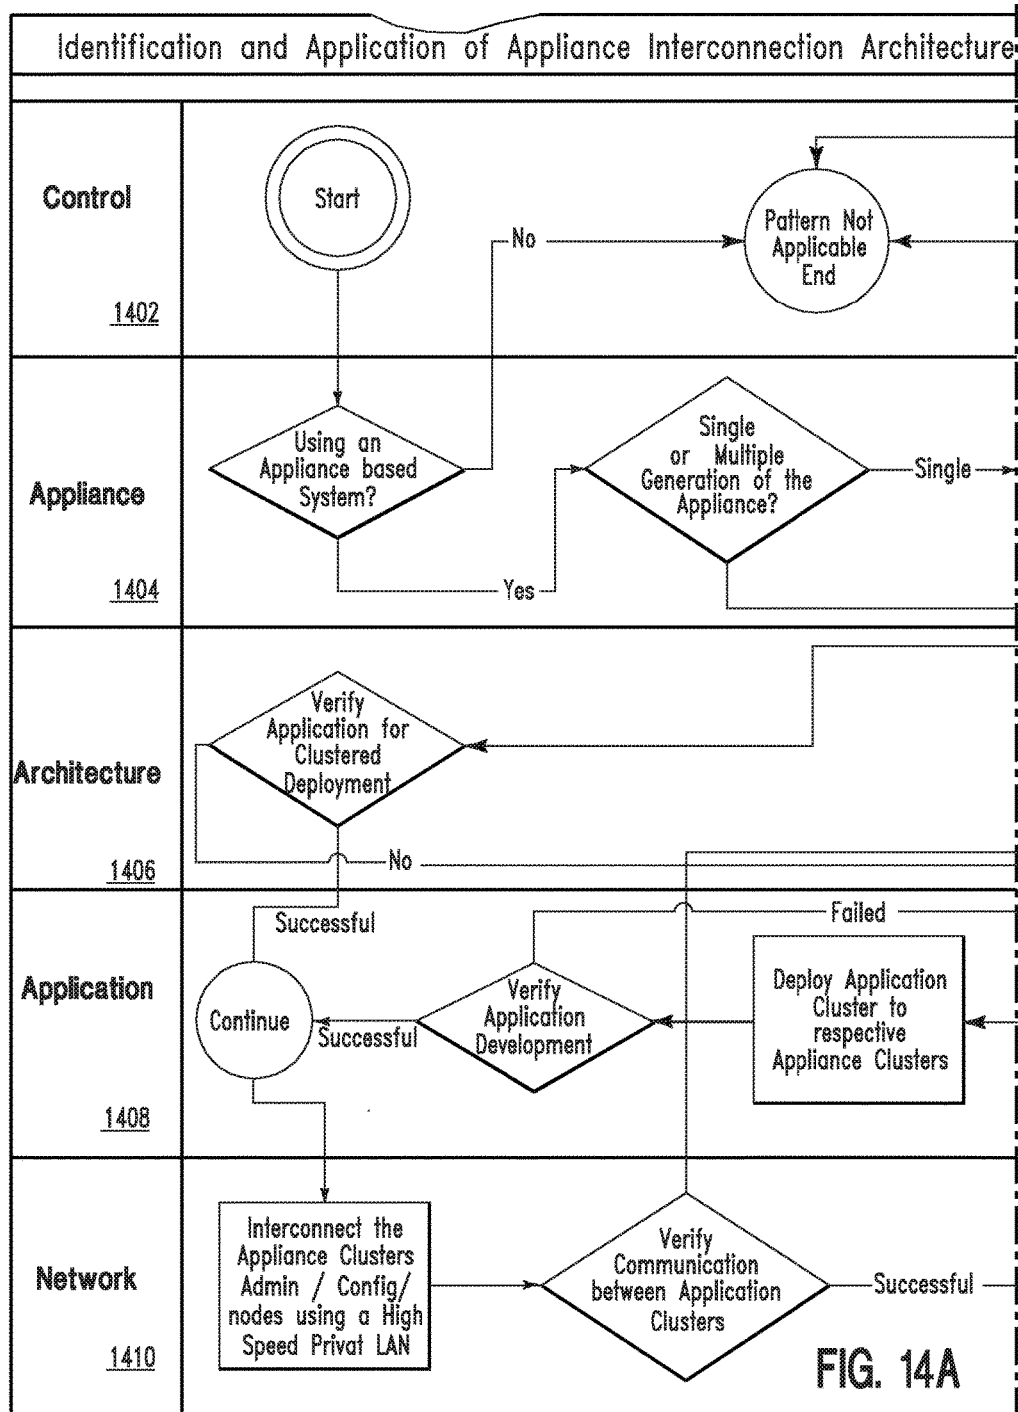 Identification and Application of Appliance Interconnection Architecture
Control
1402
Start
No
Pattern Not
Applicable
End
Appliance
1404
Using an
Appliance based
System?
Yes
Single
or Multiple
Generation of the
Appliance?
Single
Architecture
1406
Verify
Application for
Clustered
Deployment
No
Application
1408
Successful
Continue
Successful
Verify
Application
Development
Failed
Deploy Application
Cluster to
respective
Appliance Clusters
Network
1410
Interconnect the
Appliance Clusters
Admin / Config/
nodes using a High
Speed Privat LAN
Verify
Communication
between Application
Clusters
Successful
FIG. 14A